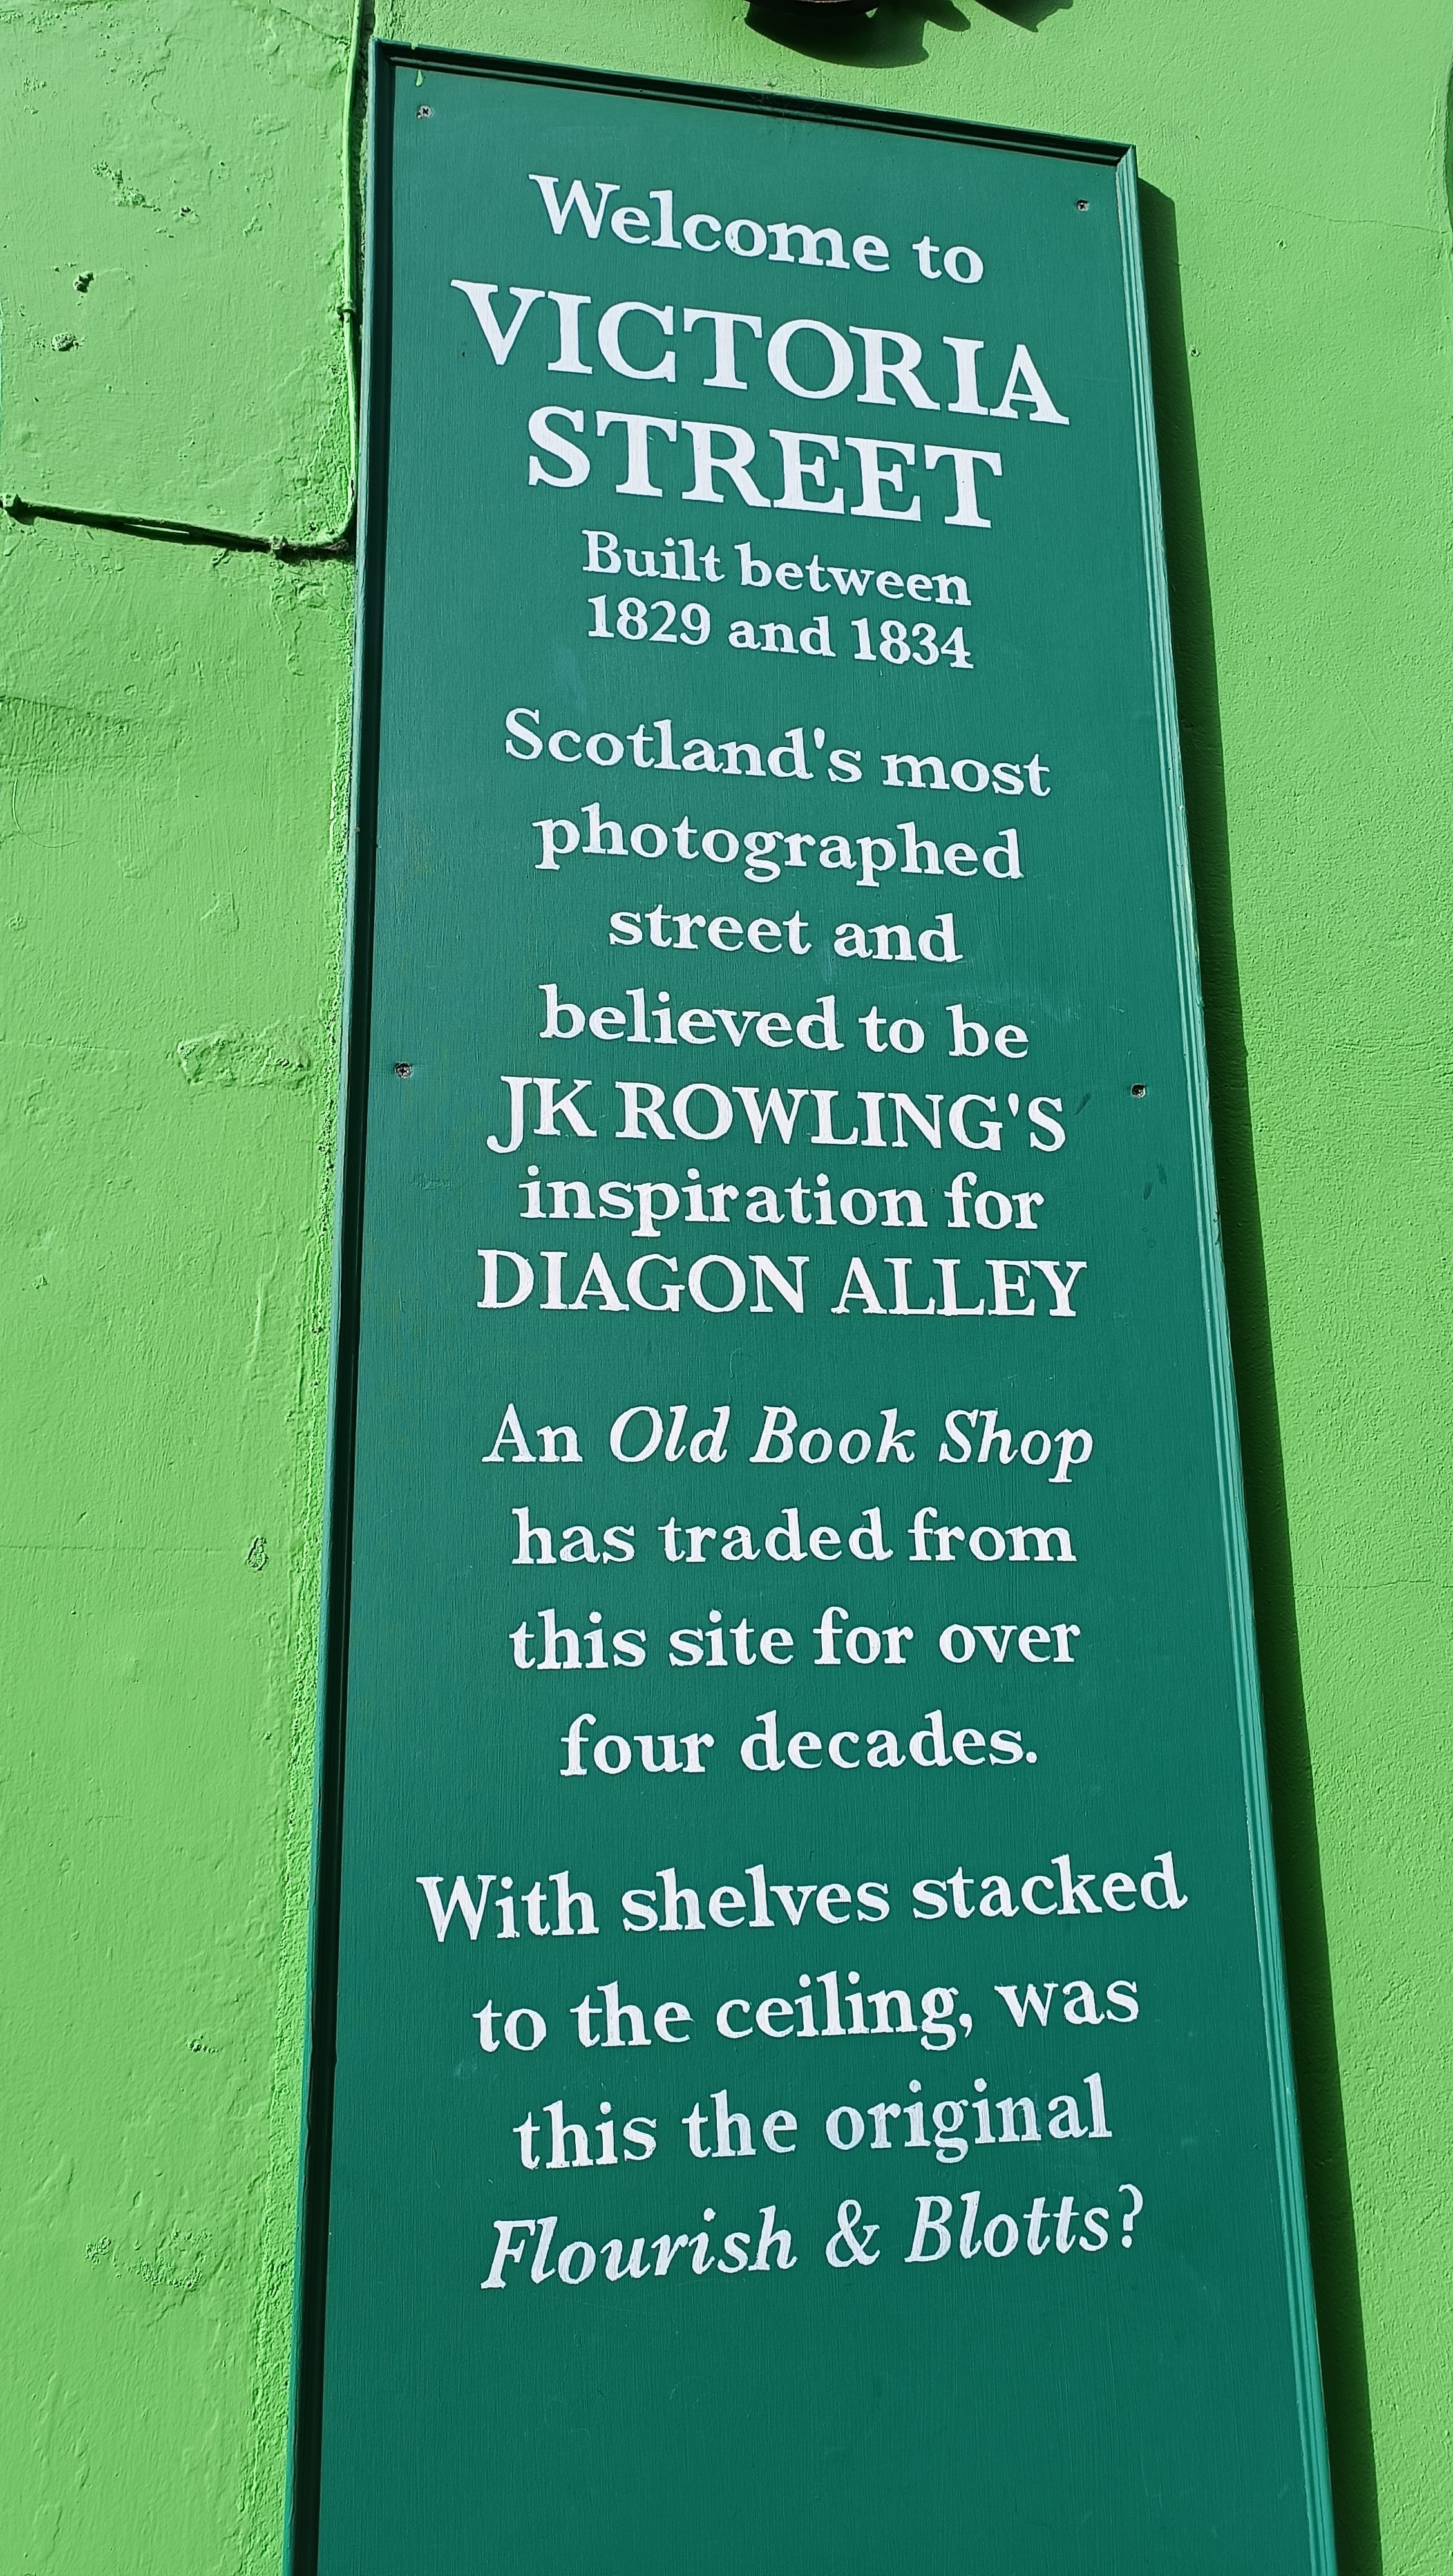 Welcome to
VICTORIA
STREET
Built between
1829 and 1834
Scotland's most
photographed
street and
believed to be
JK ROWLING'S
inspiration for
DIAGON ALLEY
An Old Book Shop
has traded from
this site for over
four decades.
With shelves stacked
to the ceiling, was
this the original
Flourish & Blotts?